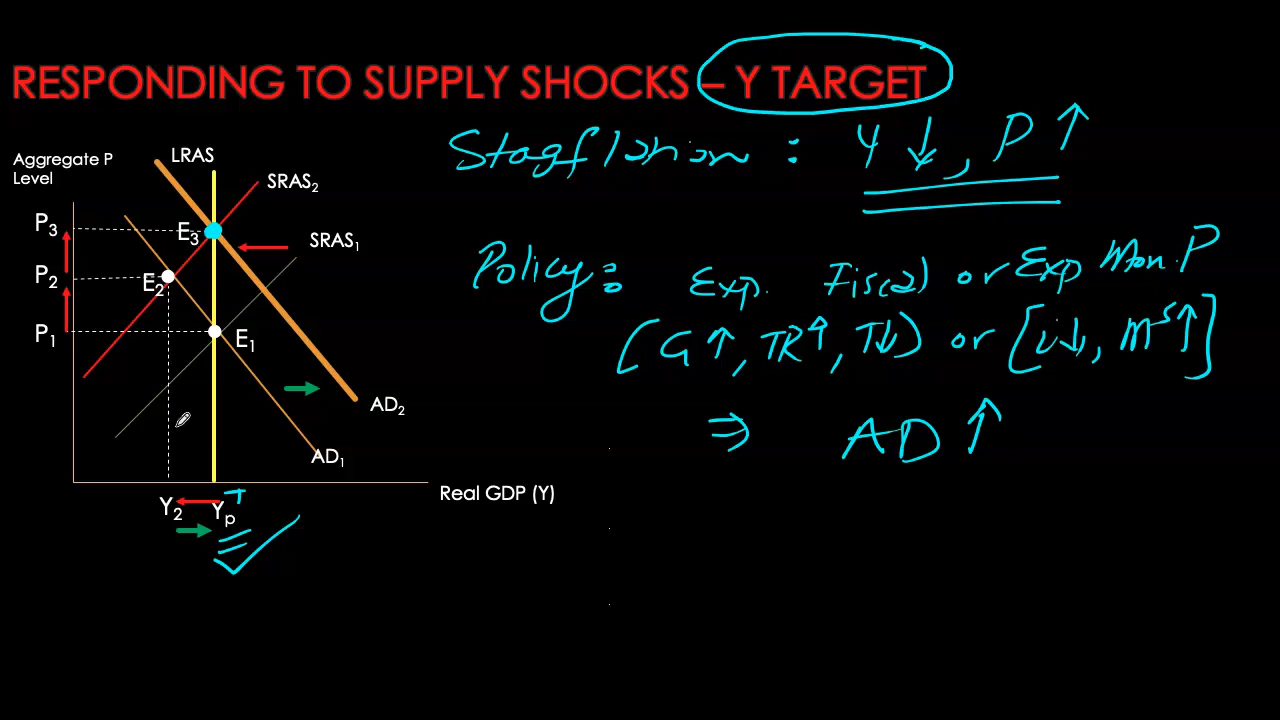 RESPONDING TO SUPPLY SHOCKS – Y TARGET
Stagflation : Y ↓, P ↑
Aggregate P
Level
LRAS
SRAS2
SRAS1
P3
P2
P1
E3
E2
E1
AD2
AD1
Y2
Yp T
Real GDP (Y)
Policy: Exp. Fiscal or Exp Mon. P
[G↑, TR↑, T↓] or [i↓, Mˢ↑]
⇒ AD ↑